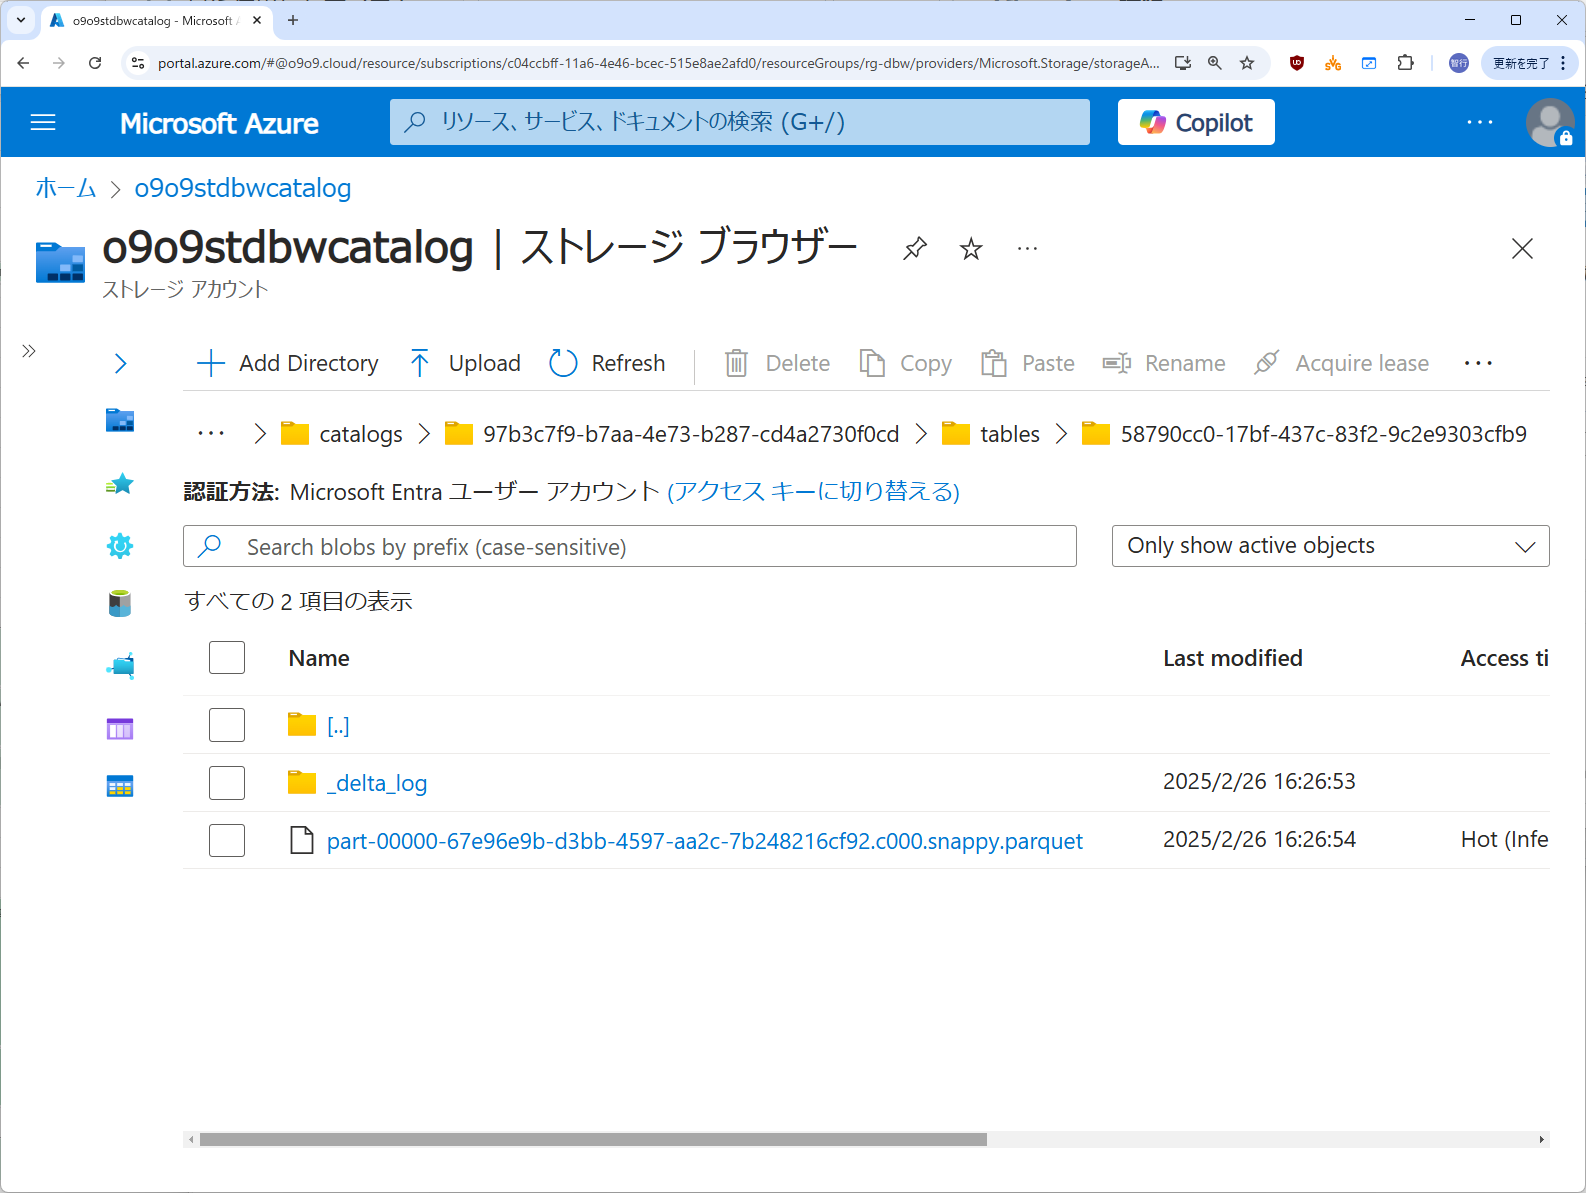 o9o9stdbwcatalog - Microsoft A
portal.azure.com/#@o9o9.cloud/resource/subscriptions/c04ccbff-11a6-4e46-bcec-515e8ae2afd0/resourceGroups/rg-dbw/providers/Microsoft.Storage/storageA...
智行
更新を完了
Microsoft Azure
リソース、サービス、ドキュメントの検索 (G+/)
Copilot
ホーム > o9o9stdbwcatalog
o9o9stdbwcatalog | ストレージ ブラウザー
ストレージ アカウント
Add Directory Upload Refresh Delete Copy Paste Rename Acquire lease
catalogs > 97b3c7f9-b7aa-4e73-b287-cd4a2730f0cd > tables > 58790cc0-17bf-437c-83f2-9c2e9303cfb9
認証方法: Microsoft Entra ユーザー アカウント (アクセス キーに切り替える)
Search blobs by prefix (case-sensitive)
Only show active objects
すべての 2 項目の表示
Name Last modified Access ti
[..]
_delta_log 2025/2/26 16:26:53
part-00000-67e96e9b-d3bb-4597-aa2c-7b248216cf92.c000.snappy.parquet 2025/2/26 16:26:54 Hot (Infe